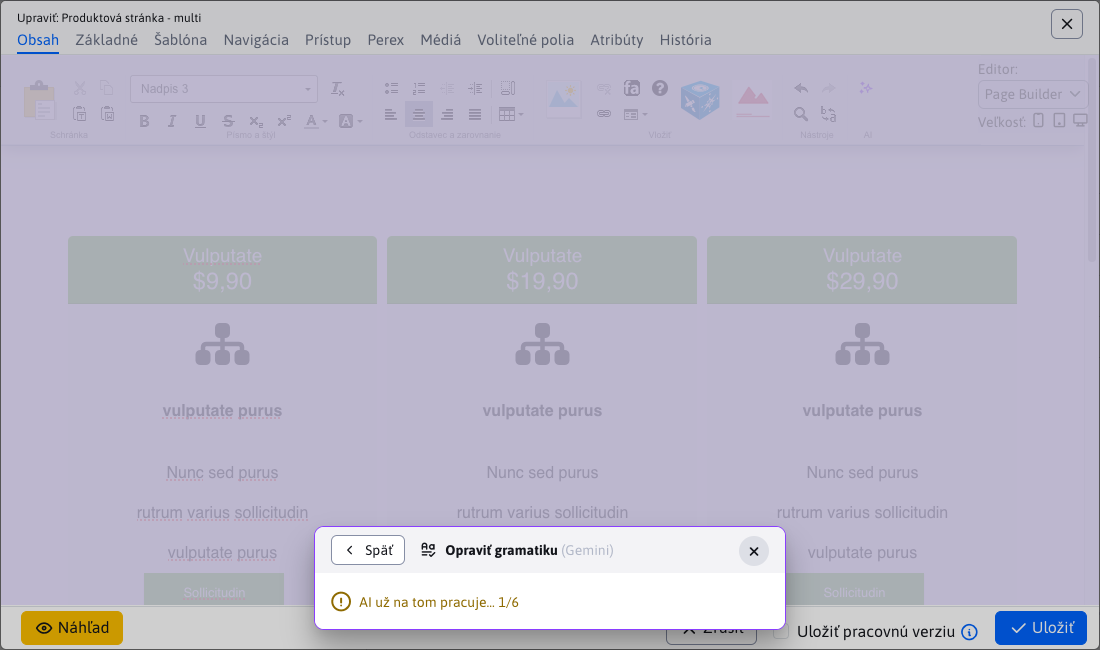 Upraviť: Produktová stránka - multi
Obsah Základné Šablóna Navigácia Prístup Perex Médiá Voliteľné polia Atribúty História
Editor:
Nadpis 3
Page Builder
Veľkosť:
Schránka Písmo a štýl Odstavec a zarovnanie Vložiť Nástroje AI
Vulputate Vulputate Vulputate
$9,90 $19,90 $29,90
vulputate purus vulputate purus vulputate purus
Nunc sed purus Nunc sed purus Nunc sed purus
rutrum varius sollicitudin rutrum varius sollicitudin rutrum varius sollicitudin
vulputate purus vulputate purus
Späť Opraviť gramatiku (Gemini)
Sollicitudin Sollicitudin
AI už na tom pracuje... 1/6
Náhľad Zrušiť Uložiť pracovnú verziu Uložiť